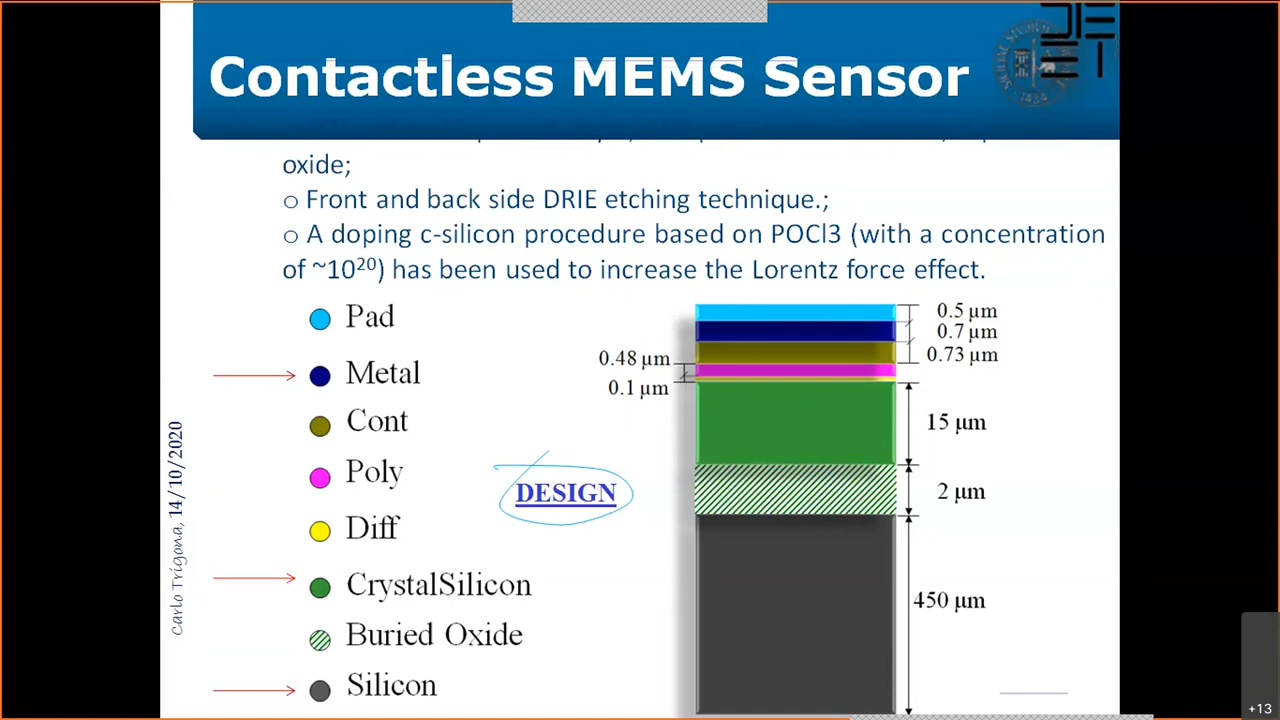 Contactless MEMS Sensor
oxide;
o Front and back side DRIE etching technique.;
o A doping c-silicon procedure based on POCl3 (with a concentration
of ~10²⁰) has been used to increase the Lorentz force effect.
Pad
Metal
Cont
Poly
Diff
CrystalSilicon
Buried Oxide
Silicon
DESIGN
0.48 µm
0.1 µm
0.5 µm
0.7 µm
0.73 µm
15 µm
2 µm
450 µm
Carlo Trigona, 14/10/2020
+13